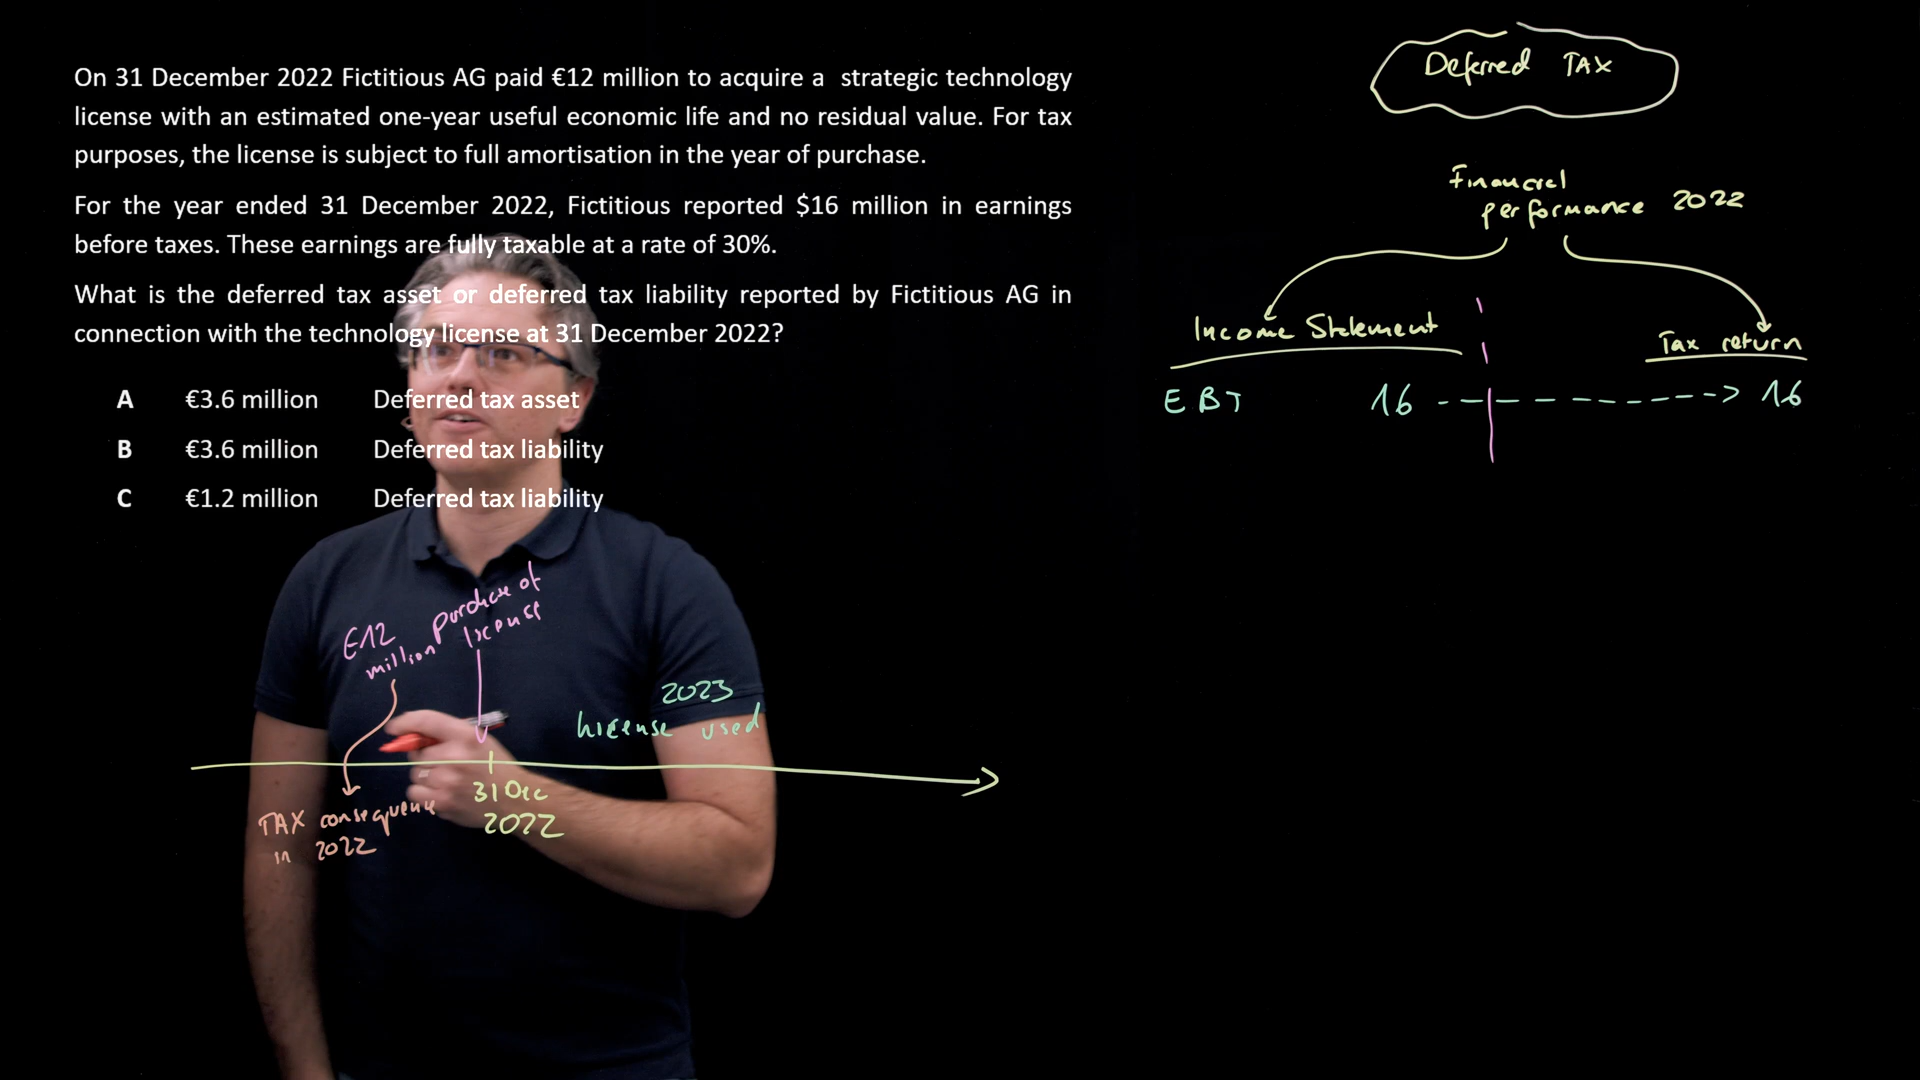 On 31 December 2022 Fictitious AG paid €12 million to acquire a strategic technology
license with an estimated one-year useful economic life and no residual value. For tax
purposes, the license is subject to full amortisation in the year of purchase.
For the year ended 31 December 2022, Fictitious reported $16 million in earnings
before taxes. These earnings are fully taxable at a rate of 30%.
What is the deferred tax asset or deferred tax liability reported by Fictitious AG in
connection with the technology license at 31 December 2022?
A €3.6 million Deferred tax asset
B €3.6 million Deferred tax liability
C €1.2 million Deferred tax liability
€12
million
purchase of
license
2023
License used
31 Dec
2022
TAX consequence
in 2022
Deferred TAX
Financial
performance 2022
Income Statement
Tax return
EBT 16 16